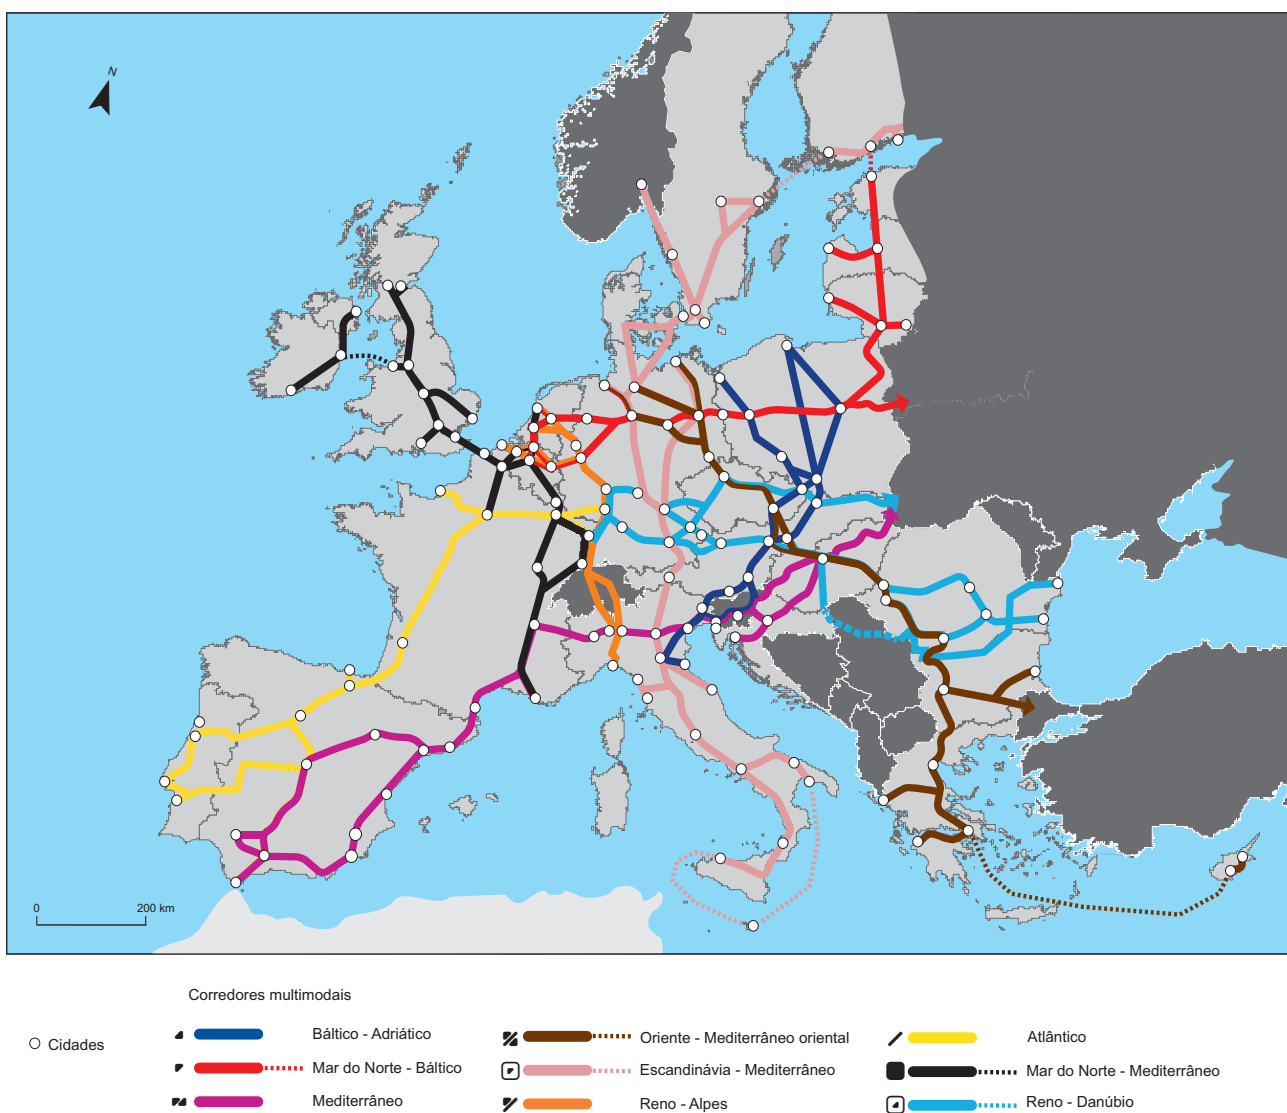 N
0
200 km
Corredores multimodais
Cidades
Báltico - Adriático
Mar do Norte - Báltico
Mediterrâneo
Oriente - Mediterrâneo oriental
Escandinávia - Mediterrâneo
Reno - Alpes
Atlântico
Mar do Norte - Mediterrâneo
Reno - Danúbio